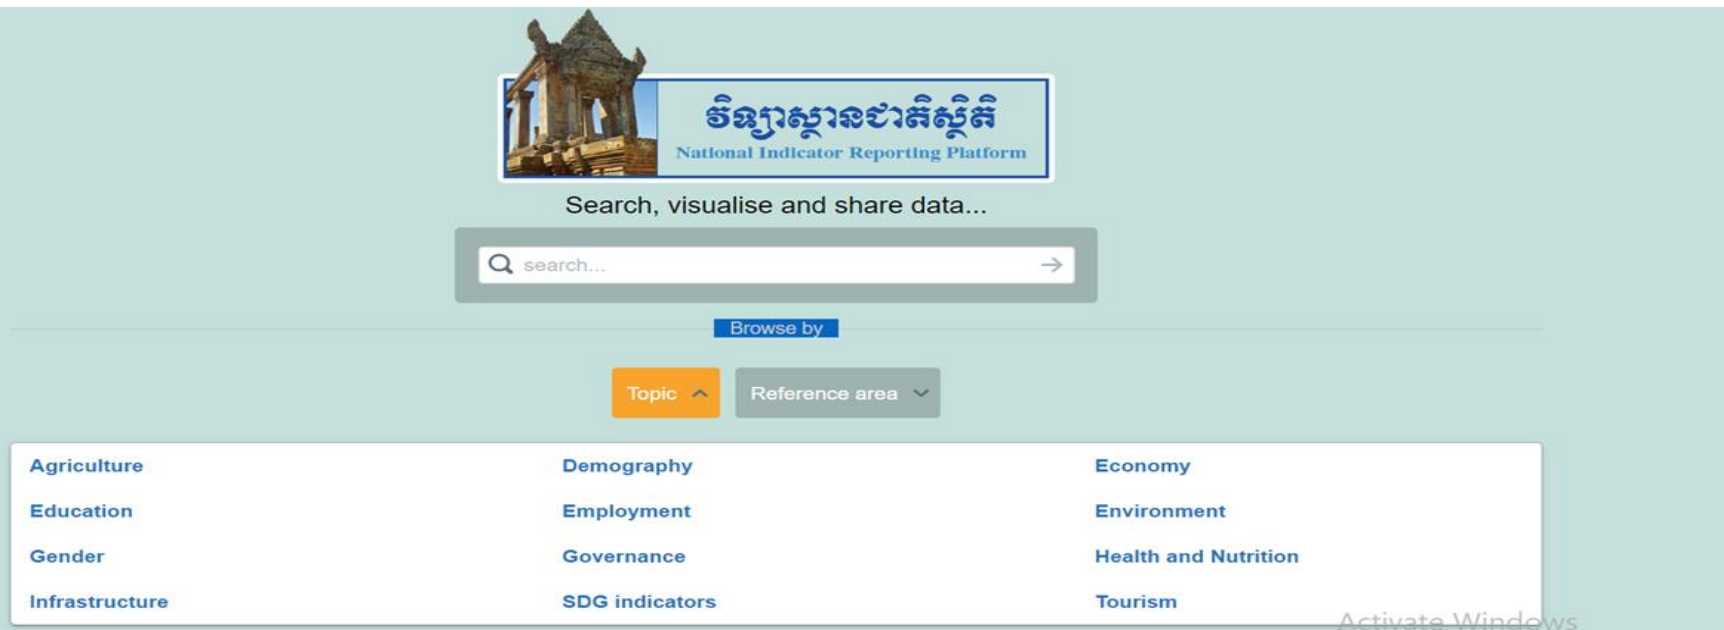 វិទ្យាស្ថានជាតិស្ថិតិ
National Indicator Reporting Platform
Search, visualise and share data...
search...
Browse by
Topic Reference area
Agriculture Demography Economy
Education Employment Environment
Gender Governance Health and Nutrition
Infrastructure SDG indicators Tourism
Activate Windows